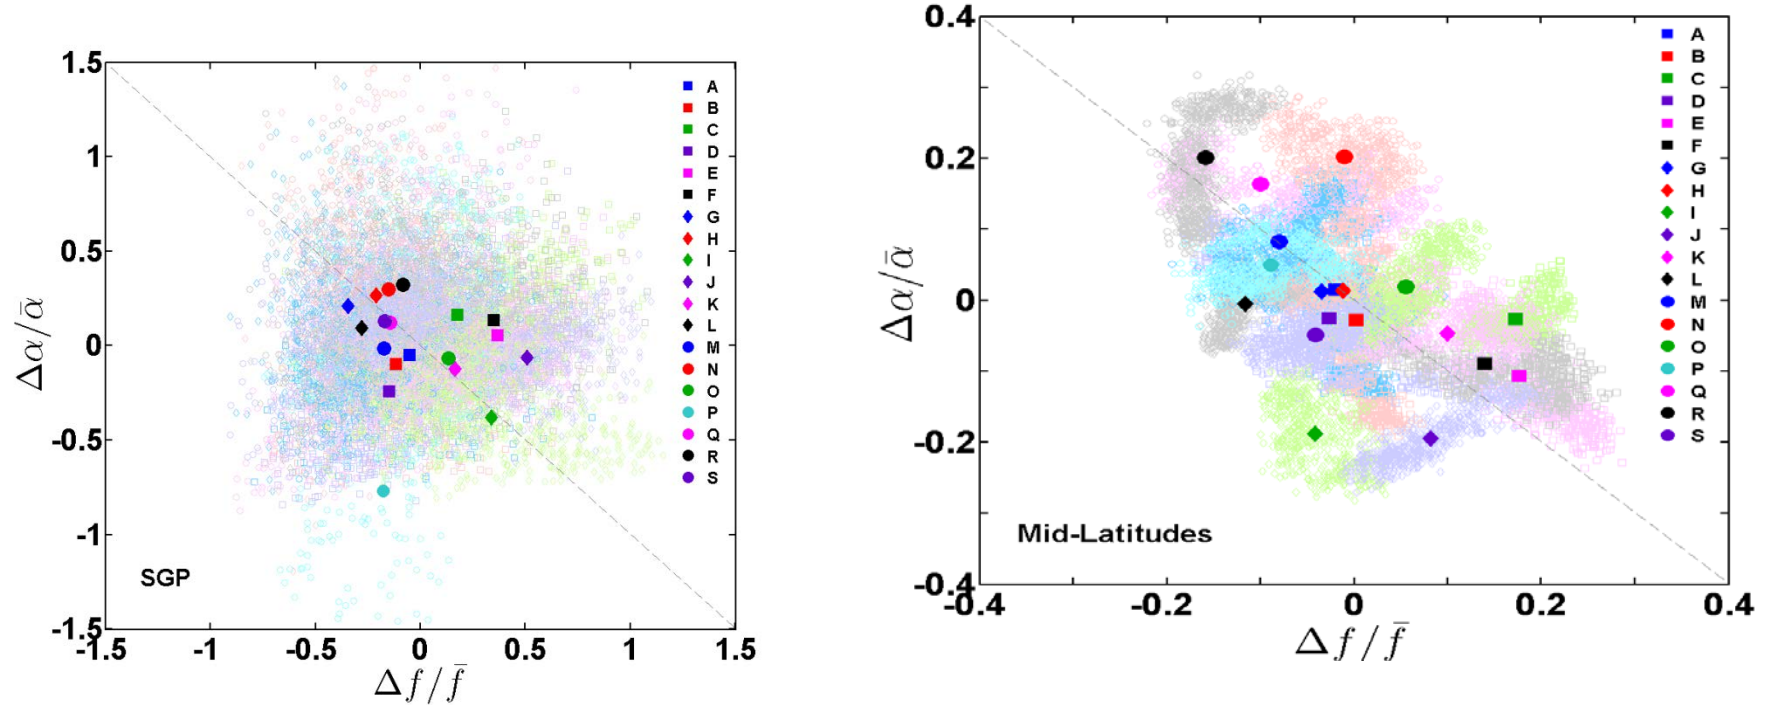 1.5
1
0.5
0
-0.5
-1
-1.5
-1.5 -1 -0.5 0 0.5 1 1.5
Δα/ᾱ
Δf/f̄
SGP
A
B
C
D
E
F
G
H
I
J
K
L
M
N
O
P
Q
R
S
0.4
0.2
0
-0.2
-0.4
-0.4 -0.2 0 0.2 0.4
Δα/ᾱ
Δf/f̄
Mid-Latitudes
A
B
C
D
E
F
G
H
I
J
K
L
M
N
O
P
Q
R
S